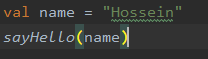 val name = "Hossein"
sayHello(name)